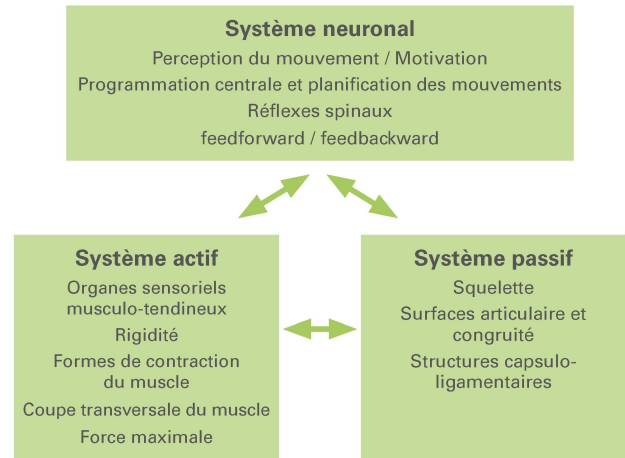 Système neuronal
Perception du mouvement / Motivation
Programmation centrale et planification des mouvements
Réflexes spinaux
feedforward / feedbackward
Système actif
Organes sensoriels
musculo-tendineux
Rigidité
Formes de contraction
du muscle
Coupe transversale du muscle
Force maximale
Système passif
Squelette
Surfaces articulaire et
congruité
Structures capsulo-
ligamentaires